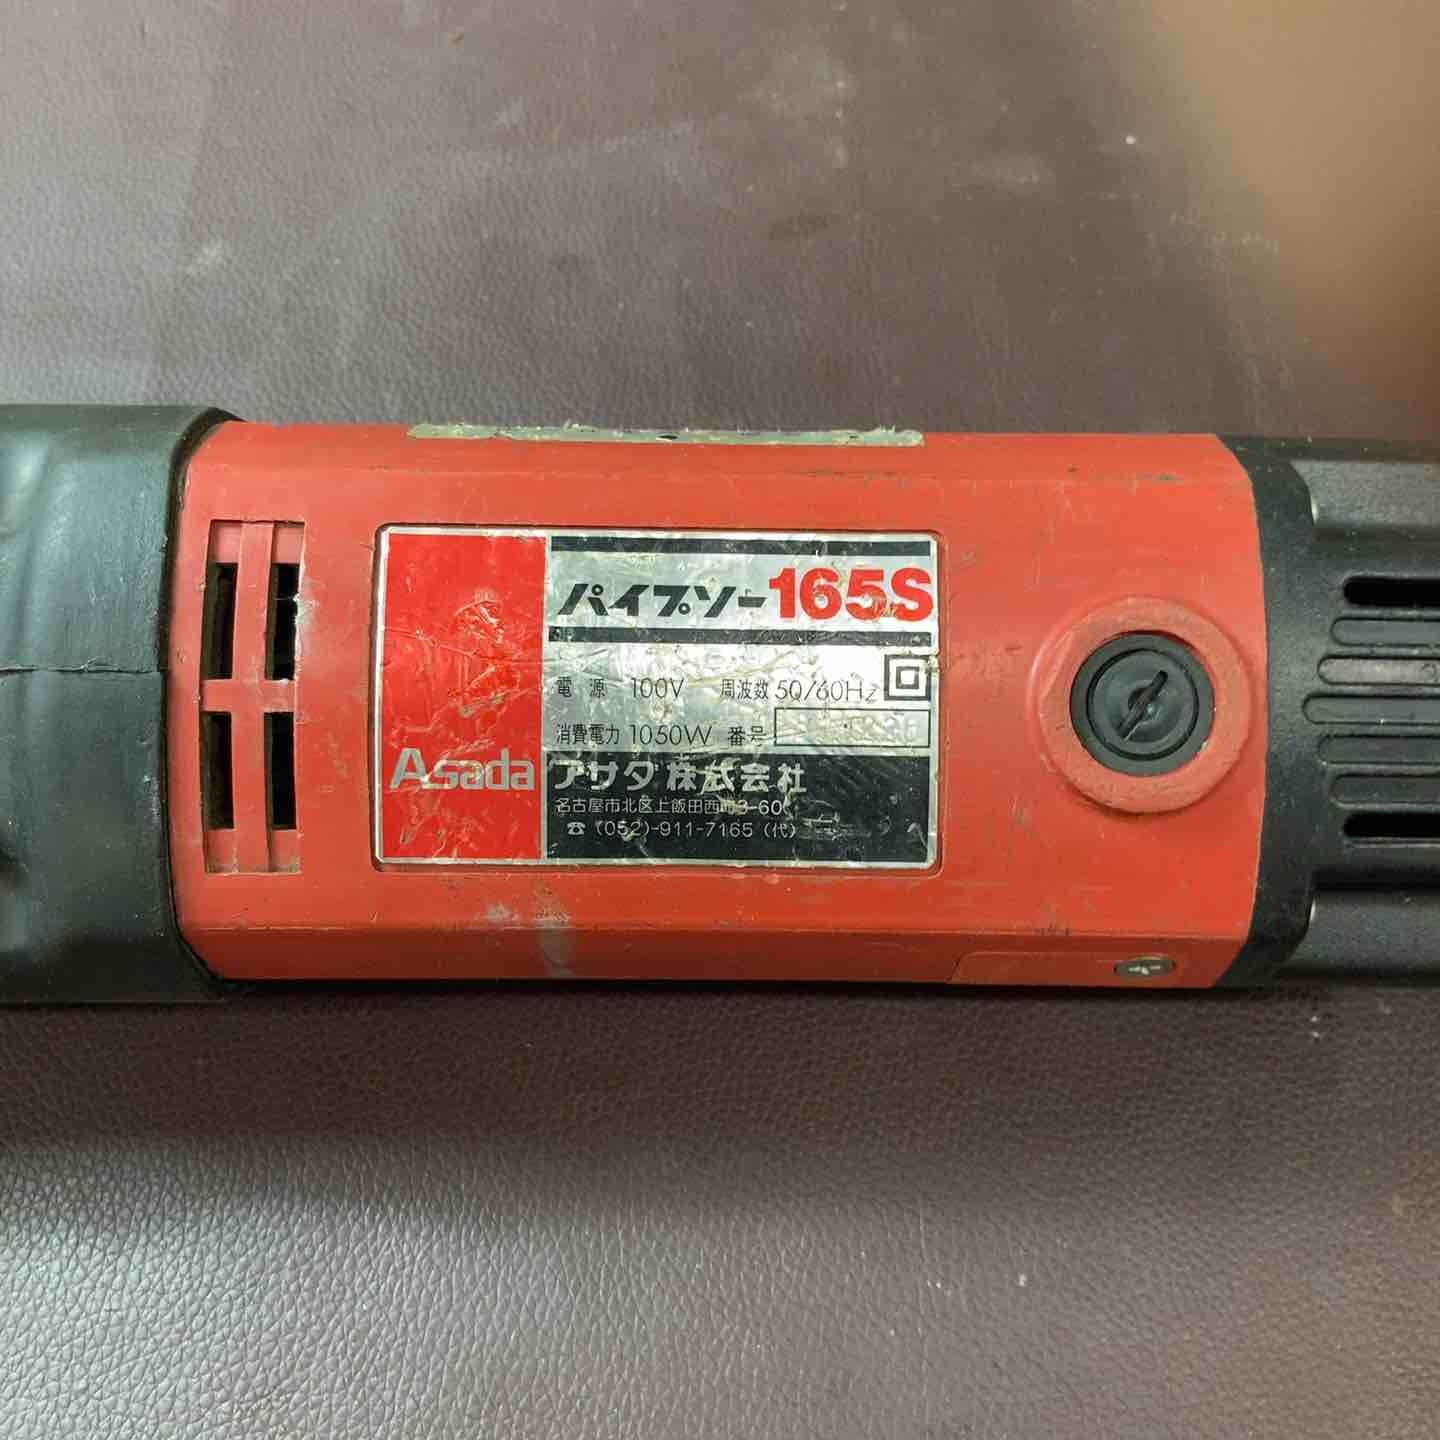 パイプソー165S
電源 100V 周波数 50/60Hz
消費電力 1050W 番号
Asada アサダ株式会社
名古屋市北区上飯田西町3-60
☎ (052)-911-7165 (代)